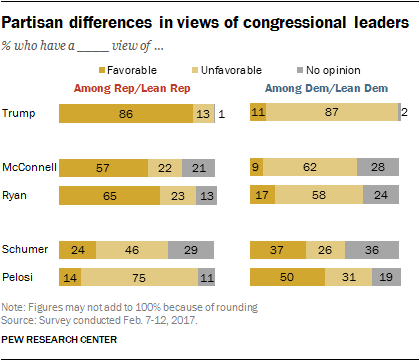 Partisan differences in views of congressional leaders
% who have a _____ view of ...
Favorable Unfavorable No opinion
Among Rep/Lean Rep Among Dem/Lean Dem
Trump 86 13 1 11 87 2
McConnell 57 22 21 9 62 28
Ryan 65 23 13 17 58 24
Schumer 24 46 29 37 26 36
Pelosi 14 75 11 50 31 19
Note: Figures may not add to 100% because of rounding
Source: Survey conducted Feb. 7-12, 2017.
PEW RESEARCH CENTER